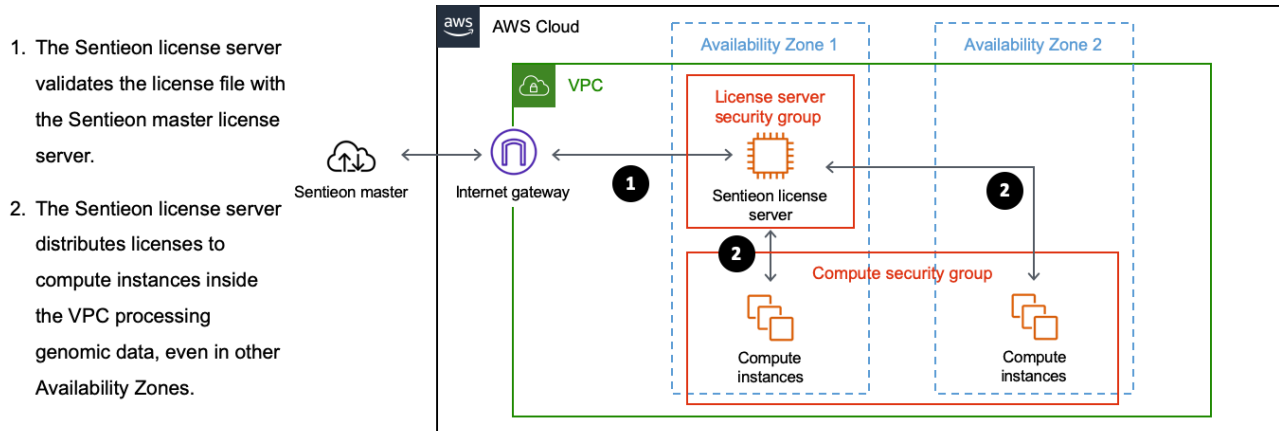 1. The Sentieon license server
validates the license file with
the Sentieon master license
server.
2. The Sentieon license server
distributes licenses to
compute instances inside
the VPC processing
genomic data, even in other
Availability Zones.
aws
AWS Cloud
Availability Zone 1
Availability Zone 2
VPC
License server
security group
Sentieon master
Internet gateway
1
Sentieon license
server
2
2
Compute security group
Compute
instances
Compute
instances